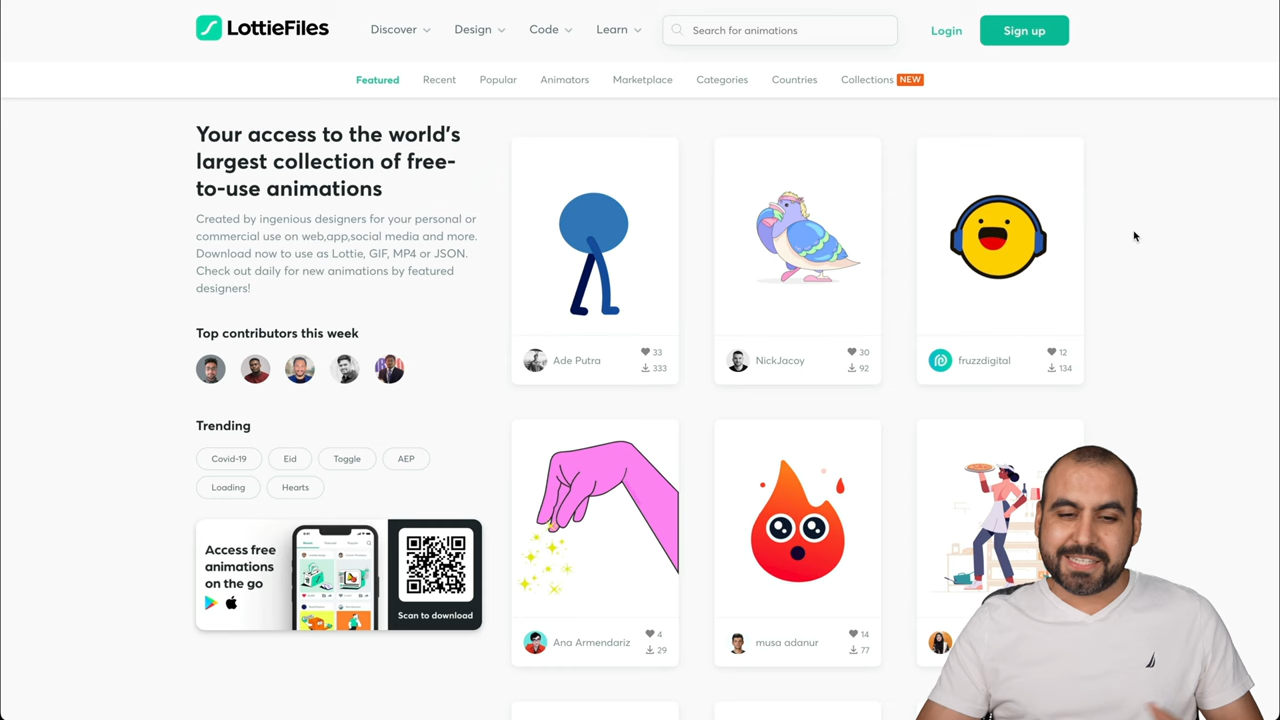 LottieFiles
Discover
Design
Code
Learn
Search for animations
Login
Sign up
Featured
Recent
Popular
Animators
Marketplace
Categories
Countries
Collections NEW
Your access to the world's
largest collection of free-
to-use animations
Created by ingenious designers for your personal or
commercial use on web,app,social media and more.
Download now to use as Lottie, GIF, MP4 or JSON.
Check out daily for new animations by featured
designers!
Top contributors this week
Trending
Covid-19
Eid
Toggle
AEP
Loading
Hearts
Access free
animations
on the go
Scan to download
Ade Putra
33
333
NickJacoy
30
92
fruzzdigital
12
134
Ana Armendariz
4
29
musa adanur
14
77